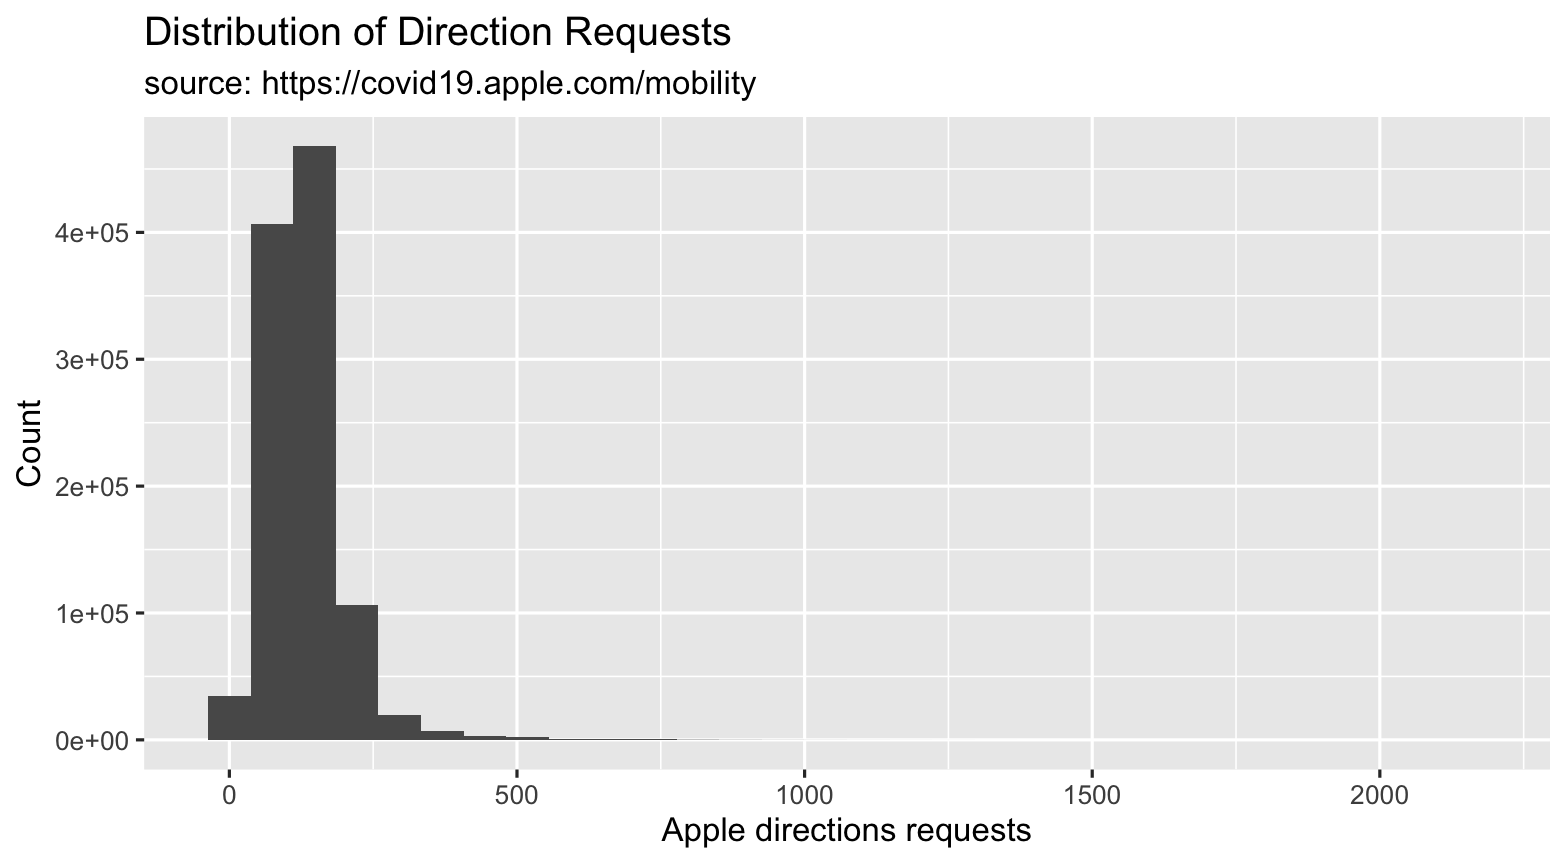 Distribution of Direction Requests
source: https://covid19.apple.com/mobility
4e+05
3e+05
2e+05
1e+05
0e+00
Count
0 500 1000 1500 2000
Apple directions requests